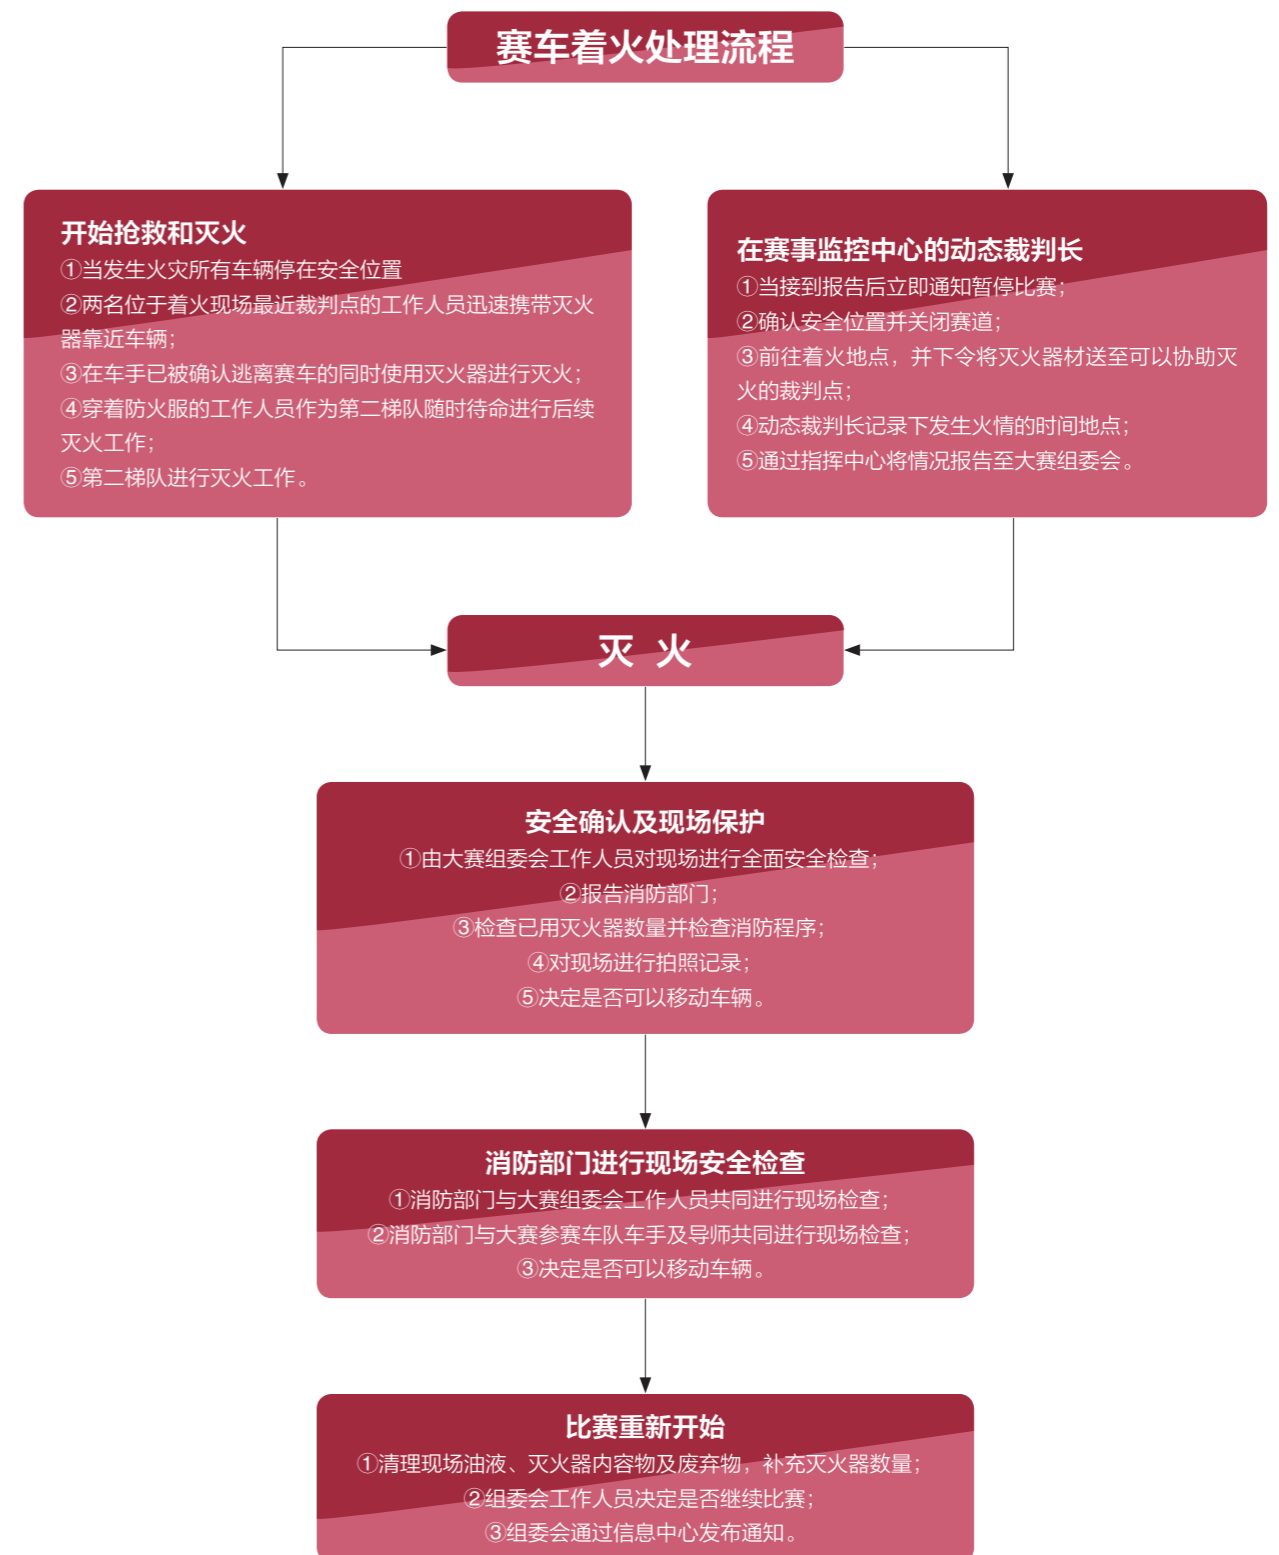 赛车着火处理流程
开始抢救和灭火
①当发生火灾所有车辆停在安全位置
②两名位于着火现场最近裁判点的工作人员迅速携带灭火
器靠近车辆；
③在车手已被确认逃离赛车的同时使用灭火器进行灭火；
④穿着防火服的工作人员作为第二梯队随时待命进行后续
灭火工作；
⑤第二梯队进行灭火工作。
在赛事监控中心的动态裁判长
①当接到报告后立即通知暂停比赛；
②确认安全位置并关闭赛道；
③前往着火地点，并下令将灭火器材送至可以协助灭
火的裁判点；
④动态裁判长记录下发生火情的时间地点；
⑤通过指挥中心将情况报告至大赛组委会。
灭 火
安全确认及现场保护
①由大赛组委会工作人员对现场进行全面安全检查；
②报告消防部门；
③检查已用灭火器数量并检查消防程序；
④对现场进行拍照记录；
⑤决定是否可以移动车辆。
消防部门进行现场安全检查
①消防部门与大赛组委会工作人员共同进行现场检查；
②消防部门与大赛参赛车队车手及导师共同进行现场检查；
③决定是否可以移动车辆。
比赛重新开始
①清理现场油液、灭火器内容物及废弃物，补充灭火器数量；
②组委会工作人员决定是否继续比赛；
③组委会通过信息中心发布通知。